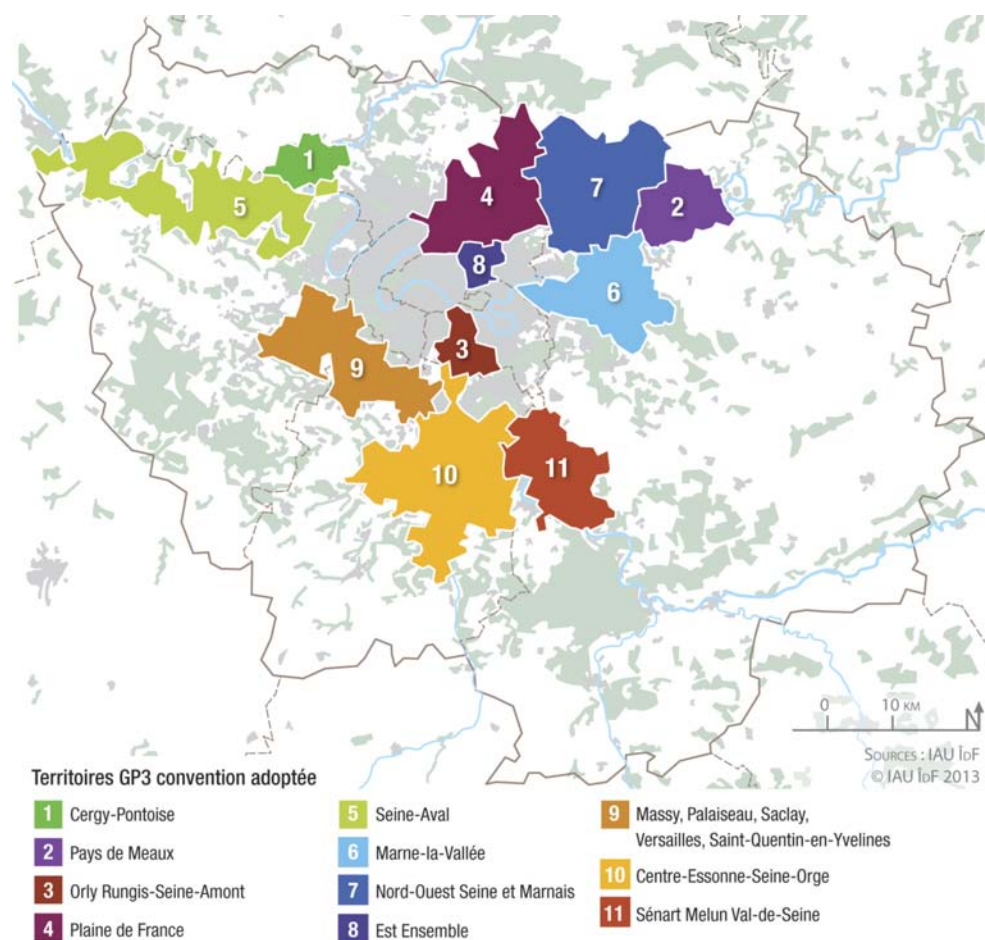 1
5
4
7
2
8
6
3
9
10
11
0 10 KM
N
SOURCES : IAU ÎDF
© IAU ÎDF 2013
Territoires GP3 convention adoptée
1 Cergy-Pontoise
2 Pays de Meaux
3 Orly Rungis-Seine-Amont
4 Plaine de France
5 Seine-Aval
6 Marne-la-Vallée
7 Nord-Ouest Seine et Marnais
8 Est Ensemble
9 Massy, Palaiseau, Saclay,
Versailles, Saint-Quentin-en-Yvelines
10 Centre-Essonne-Seine-Orge
11 Sénart Melun Val-de-Seine